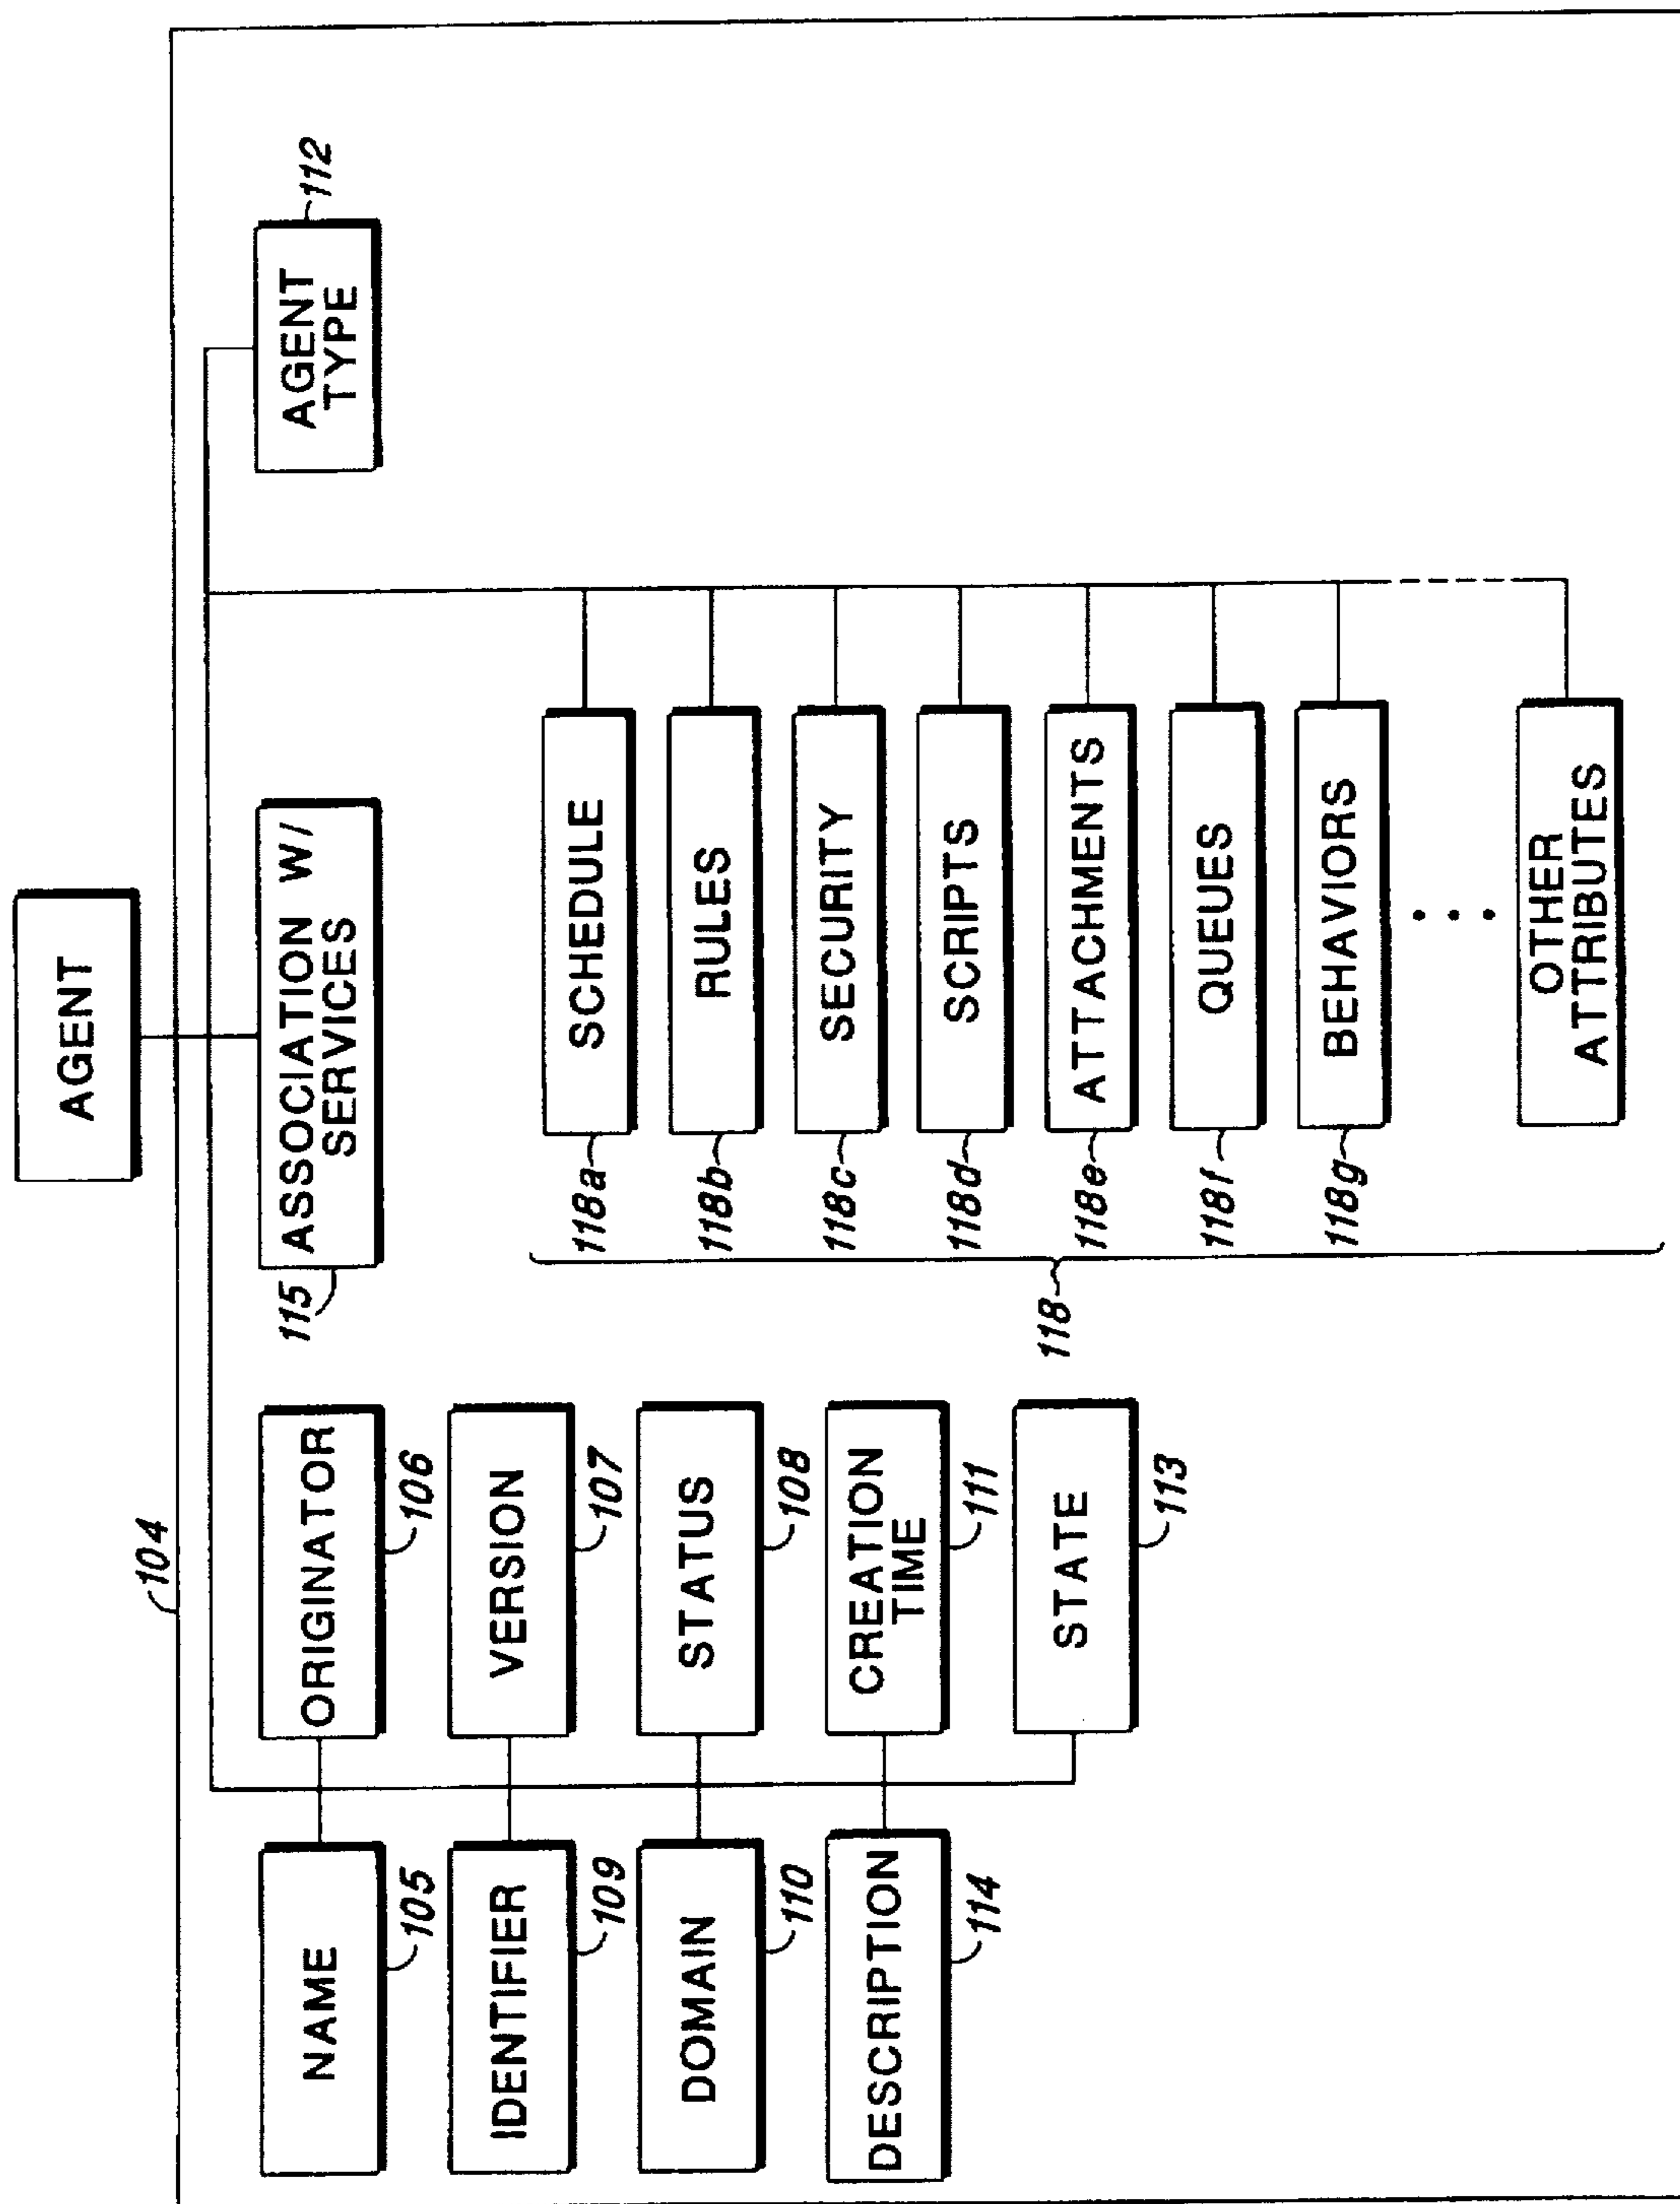 AGENT
104
NAME
105
ORIGINATOR
106
115
ASSOCIATION W/
SERVICES
AGENT
TYPE
112
IDENTIFIER
109
VERSION
107
DOMAIN
110
STATUS
108
DESCRIPTION
114
CREATION
TIME
111
STATE
113
118
118a
SCHEDULE
118b
RULES
118c
SECURITY
118d
SCRIPTS
118e
ATTACHMENTS
118f
QUEUES
118g
BEHAVIORS
OTHER
ATTRIBUTES